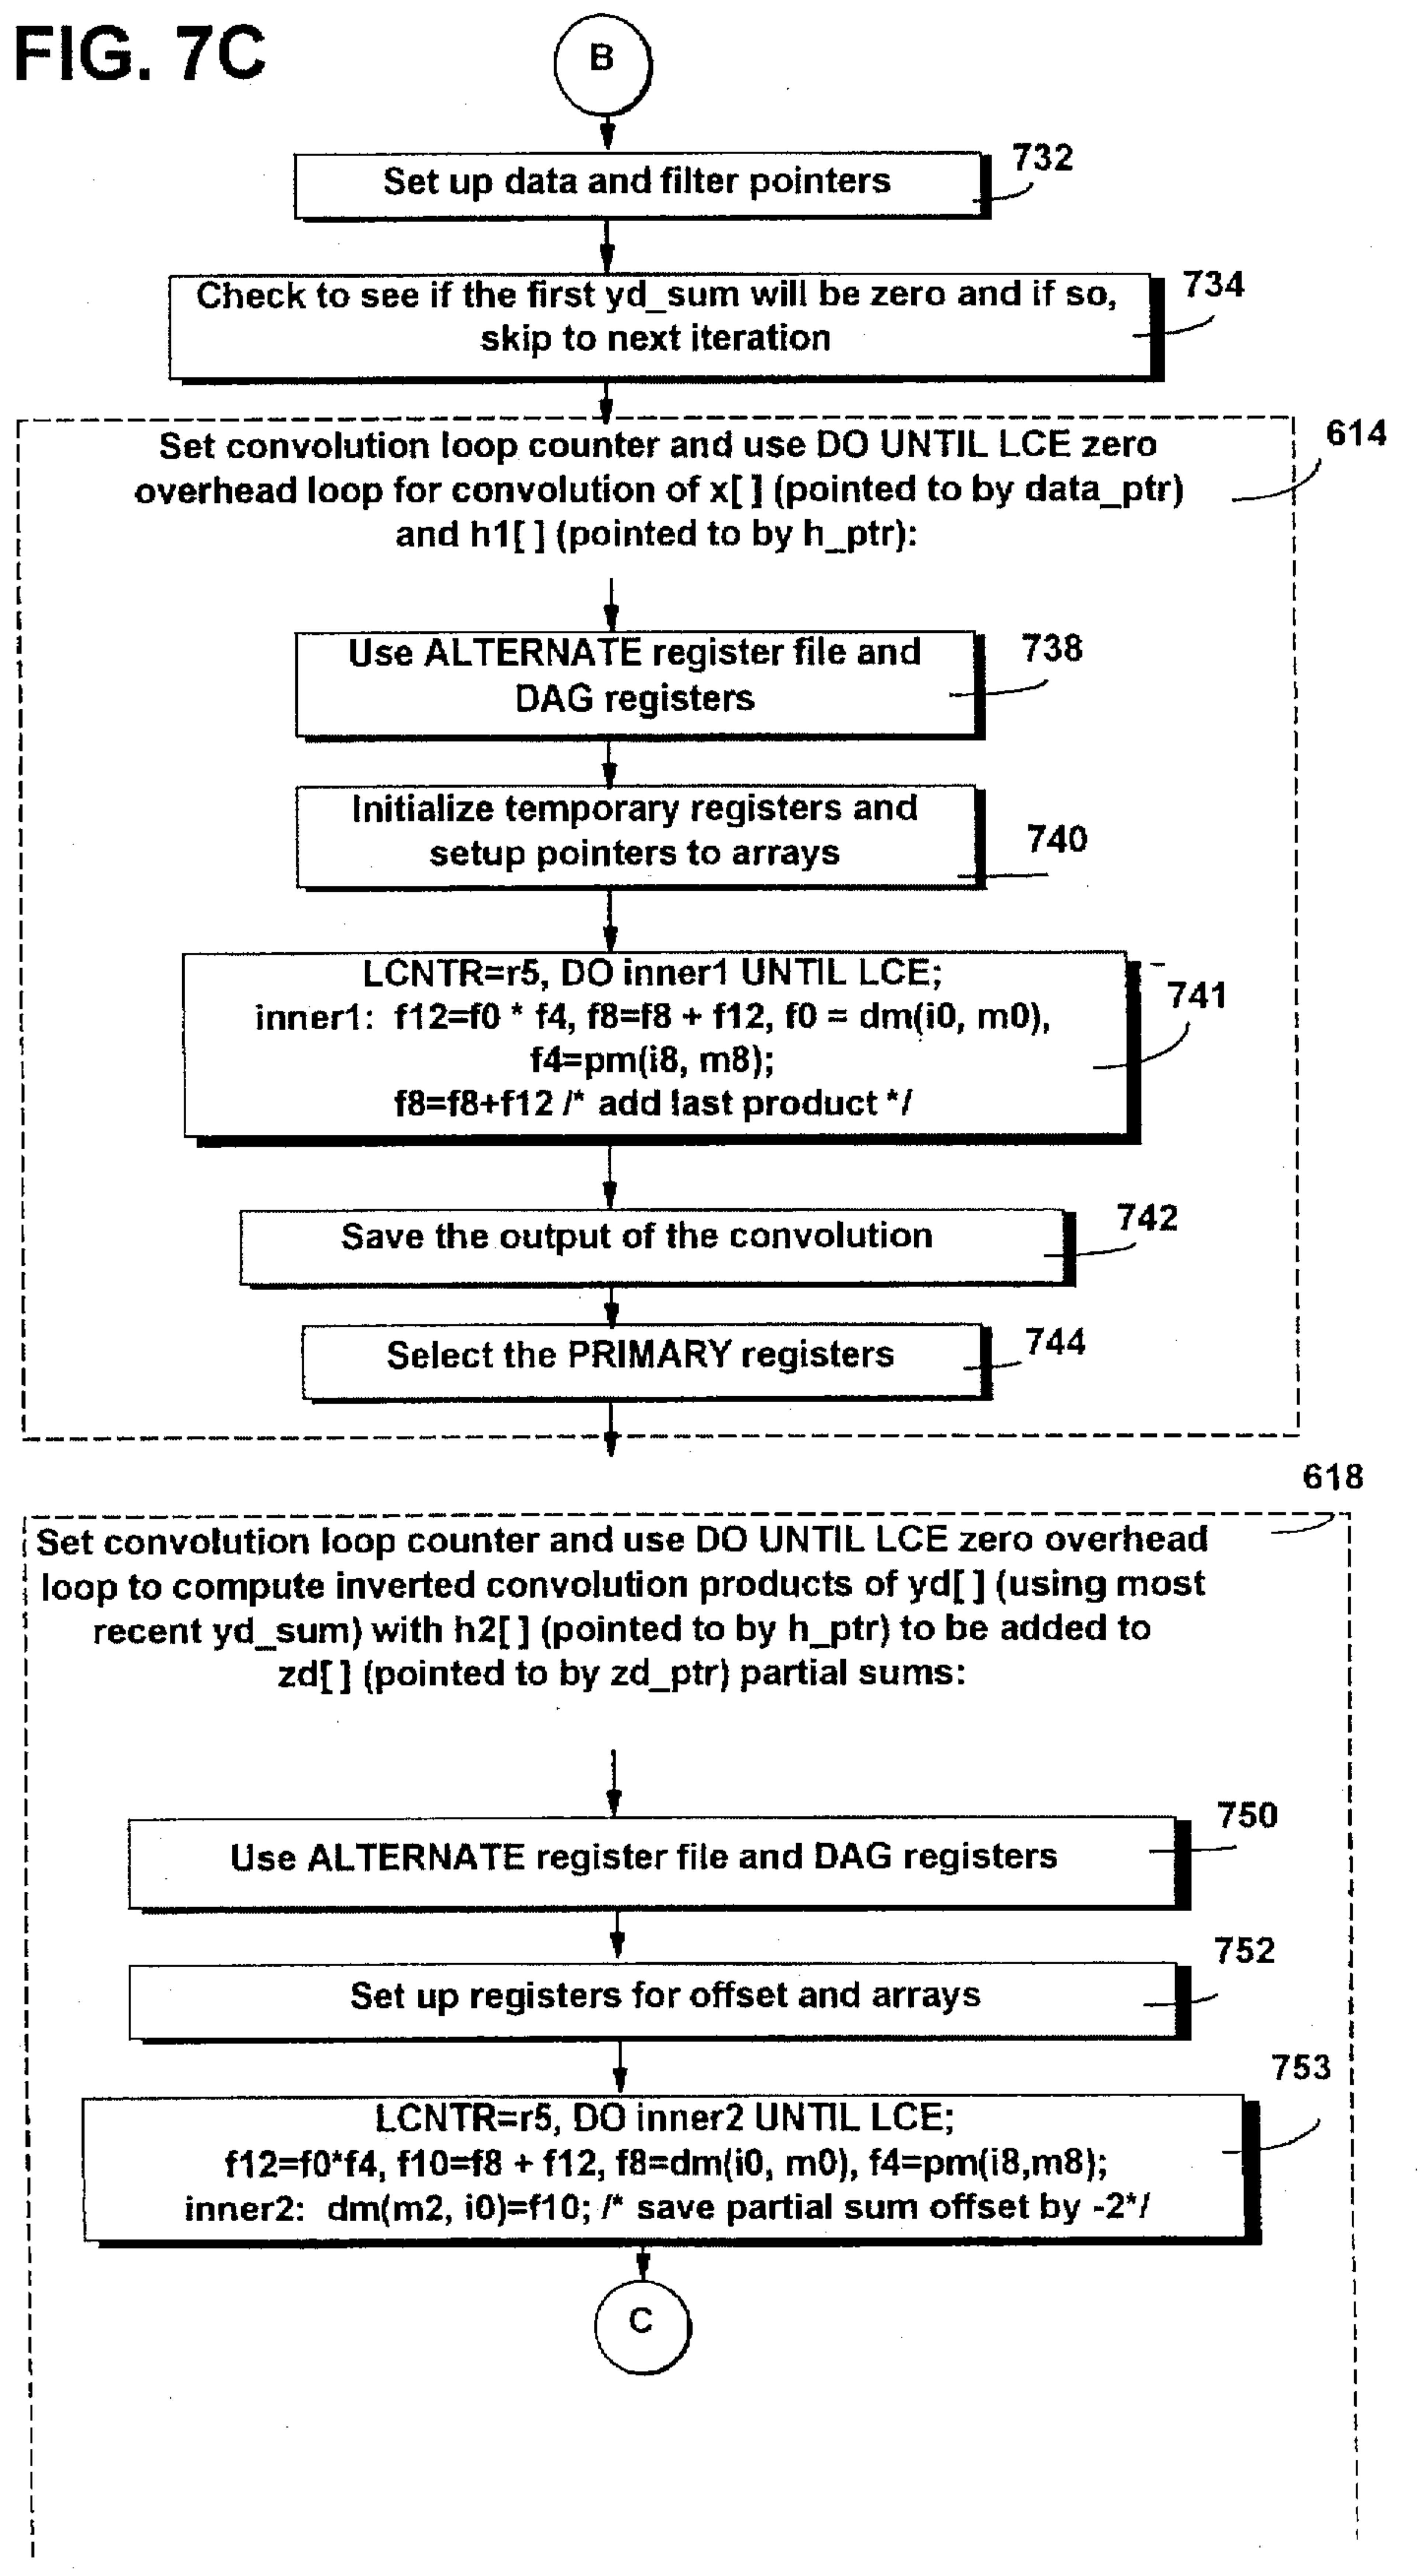 FIG. 7C
B
Set up data and filter pointers
732
Check to see if the first yd_sum will be zero and if so,
skip to next iteration
734
Set convolution loop counter and use DO UNTIL LCE zero
overhead loop for convolution of x[ ] (pointed to by data_ptr)
and h1[ ] (pointed to by h_ptr):
614
Use ALTERNATE register file and
DAG registers
738
Initialize temporary registers and
setup pointers to arrays
740
LCNTR=r5, DO inner1 UNTIL LCE;
inner1: f12=f0 * f4, f8=f8 + f12, f0 = dm(i0, m0),
f4=pm(i8, m8);
f8=f8+f12 /* add last product */
741
Save the output of the convolution
742
Select the PRIMARY registers
744
618
Set convolution loop counter and use DO UNTIL LCE zero overhead
loop to compute inverted convolution products of yd[ ] (using most
recent yd_sum) with h2[ ] (pointed to by h_ptr) to be added to
zd[ ] (pointed to by zd_ptr) partial sums:
Use ALTERNATE register file and DAG registers
750
Set up registers for offset and arrays
752
753
LCNTR=r5, DO inner2 UNTIL LCE;
f12=f0*f4, f10=f8 + f12, f8=dm(i0, m0), f4=pm(i8,m8);
inner2: dm(m2, i0)=f10; /* save partial sum offset by -2*/
C